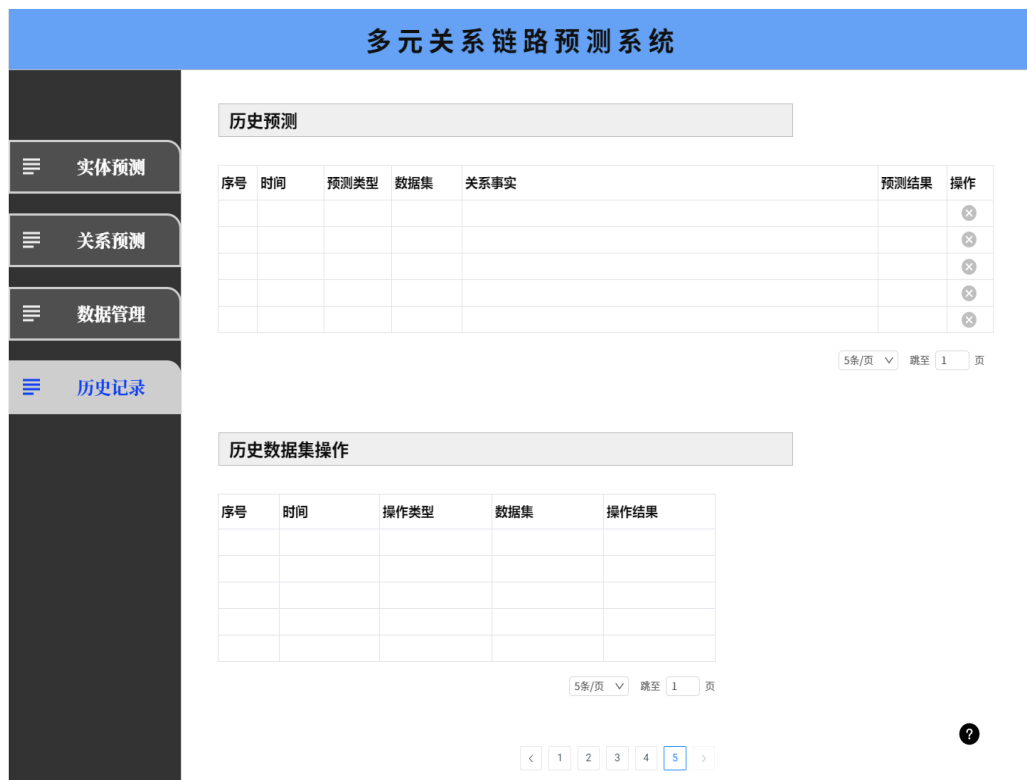 多元关系链路预测系统
实体预测
关系预测
数据管理
历史记录
历史预测
序号 时间 预测类型 数据集 关系事实 预测结果 操作
5条/页 跳至 1 页
历史数据集操作
序号 时间 操作类型 数据集 操作结果
5条/页 跳至 1 页
< 1 2 3 4 5 >
?